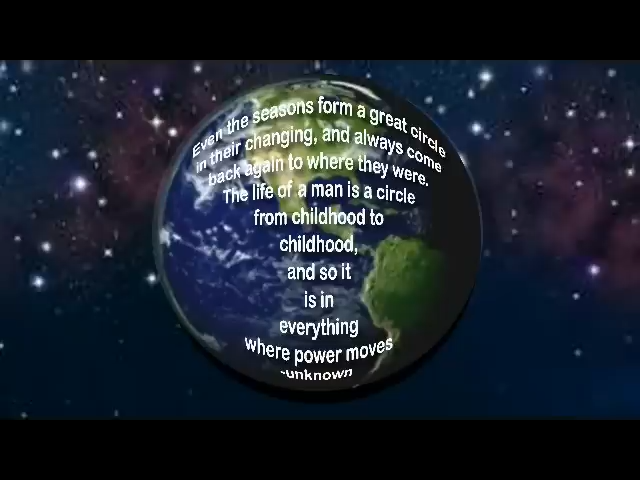 Even the seasons form a great circle
in their changing, and always come
back again to where they were.
The life of a man is a circle
from childhood to
childhood,
and so it
is in
everything
where power moves
-unknown